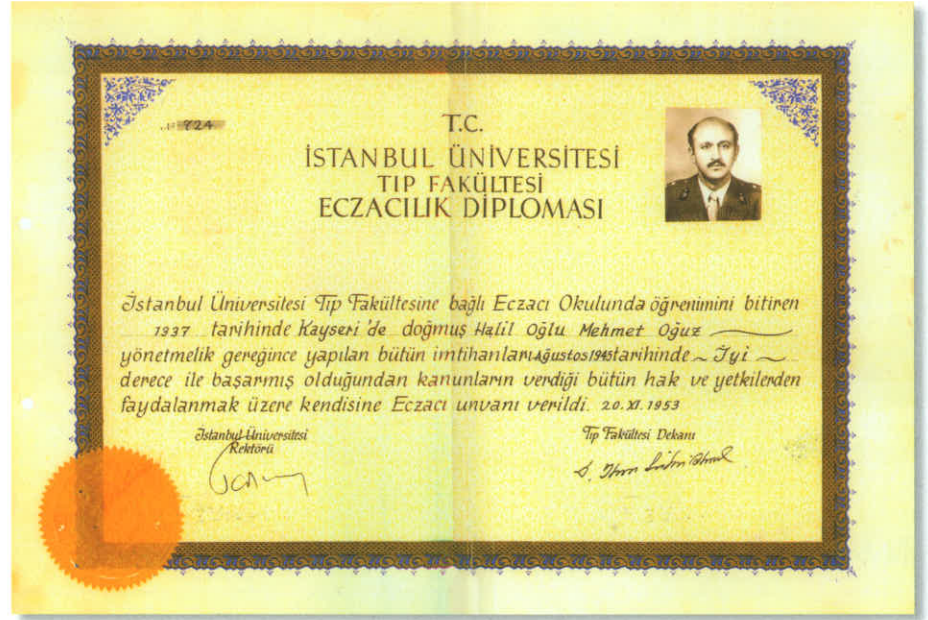 № 724
T.C.
İSTANBUL ÜNİVERSİTESİ
TIP FAKÜLTESİ
ECZACILIK DİPLOMASI
İstanbul Üniversitesi Tıp Fakültesine bağlı Eczacı Okulunda öğrenimini bitiren
1337 tarihinde Kayseri'de doğmuş Halil Oğlu Mehmet Oğuz
yönetmelik gereğince yapılan bütün imtihanları Ağustos 1945 tarihinde ~ İyi ~
derece ile başarmış olduğundan kanunların verdiği bütün hak ve yetkilerden
faydalanmak üzere kendisine Eczacı unvanı verildi. 20.XI.1953
İstanbul Üniversitesi
Rektörü
Tıp Fakültesi Dekanı